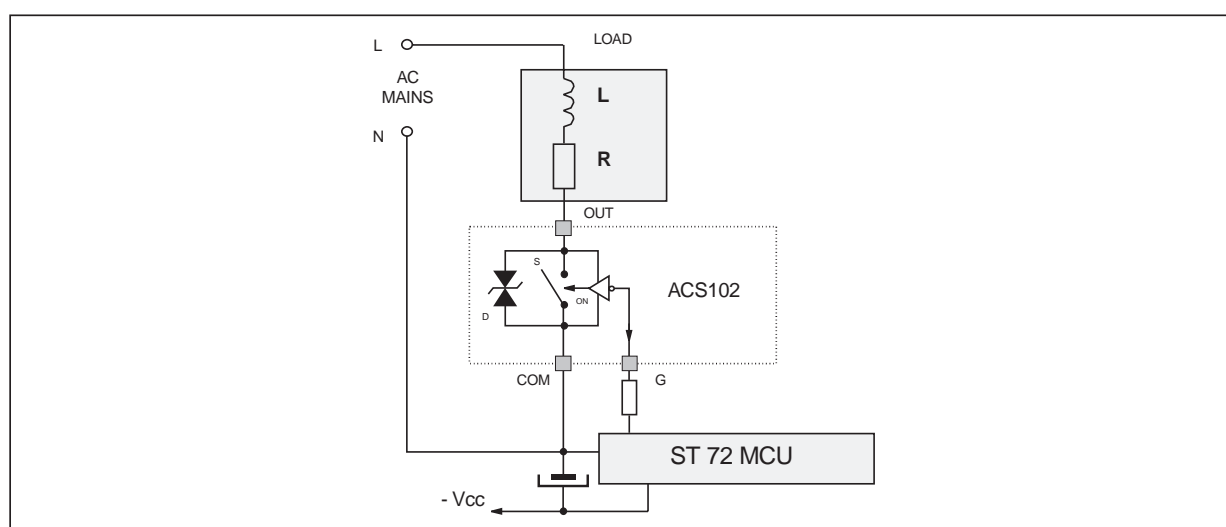 LOAD
L
AC
MAINS
L
N
R
OUT
S
ON
D
ACS102
COM
G
ST 72 MCU
- Vcc